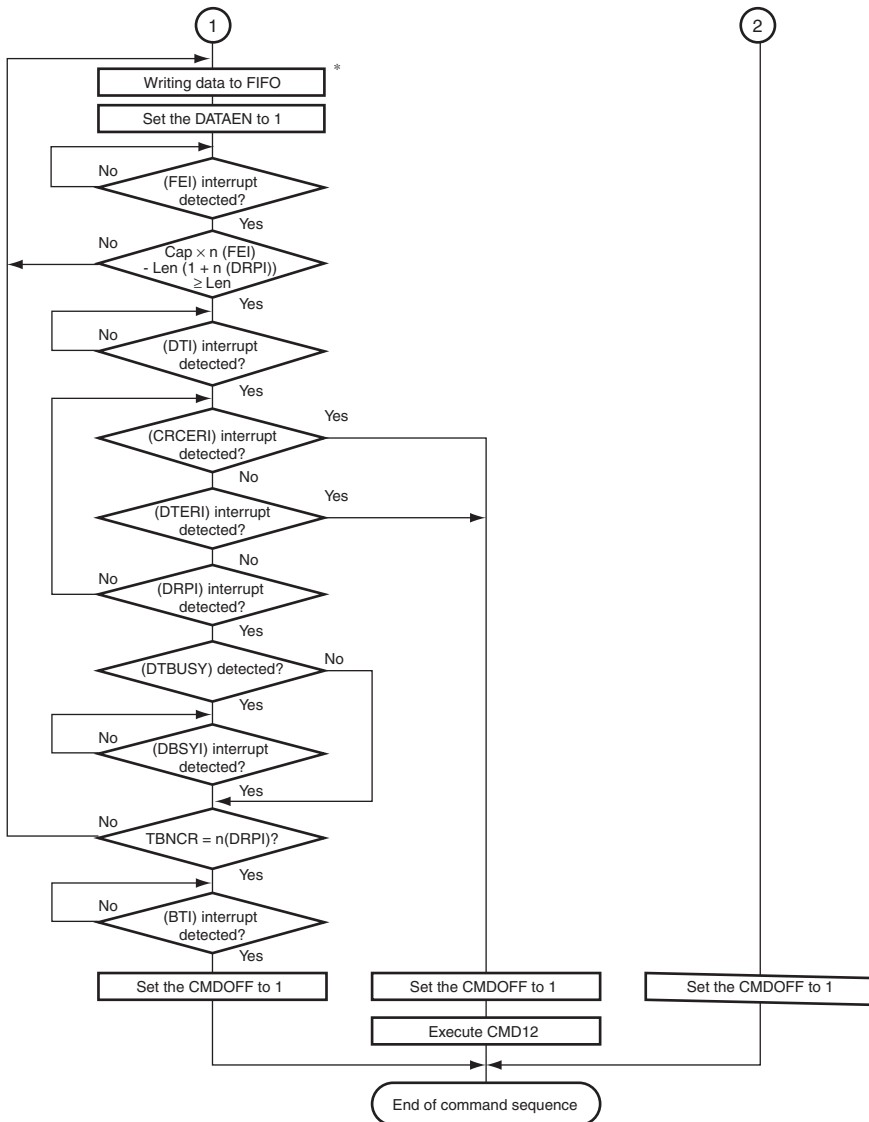 1
2
Writing data to FIFO
*
Set the DATAEN to 1
No
(FEI) interrupt
detected?
Yes
No
Cap × n (FEI)
- Len (1 + n (DRPI))
≥ Len
Yes
No
(DTI) interrupt
detected?
Yes
Yes
(CRCERI) interrupt
detected?
No
Yes
(DTERI) interrupt
detected?
No
No
(DRPI) interrupt
detected?
Yes
No
(DTBUSY) detected?
Yes
No
(DBSYI) interrupt
detected?
Yes
No
TBNCR = n(DRPI)?
Yes
No
(BTI) interrupt
detected?
Yes
Set the CMDOFF to 1
Set the CMDOFF to 1
Set the CMDOFF to 1
Execute CMD12
End of command sequence